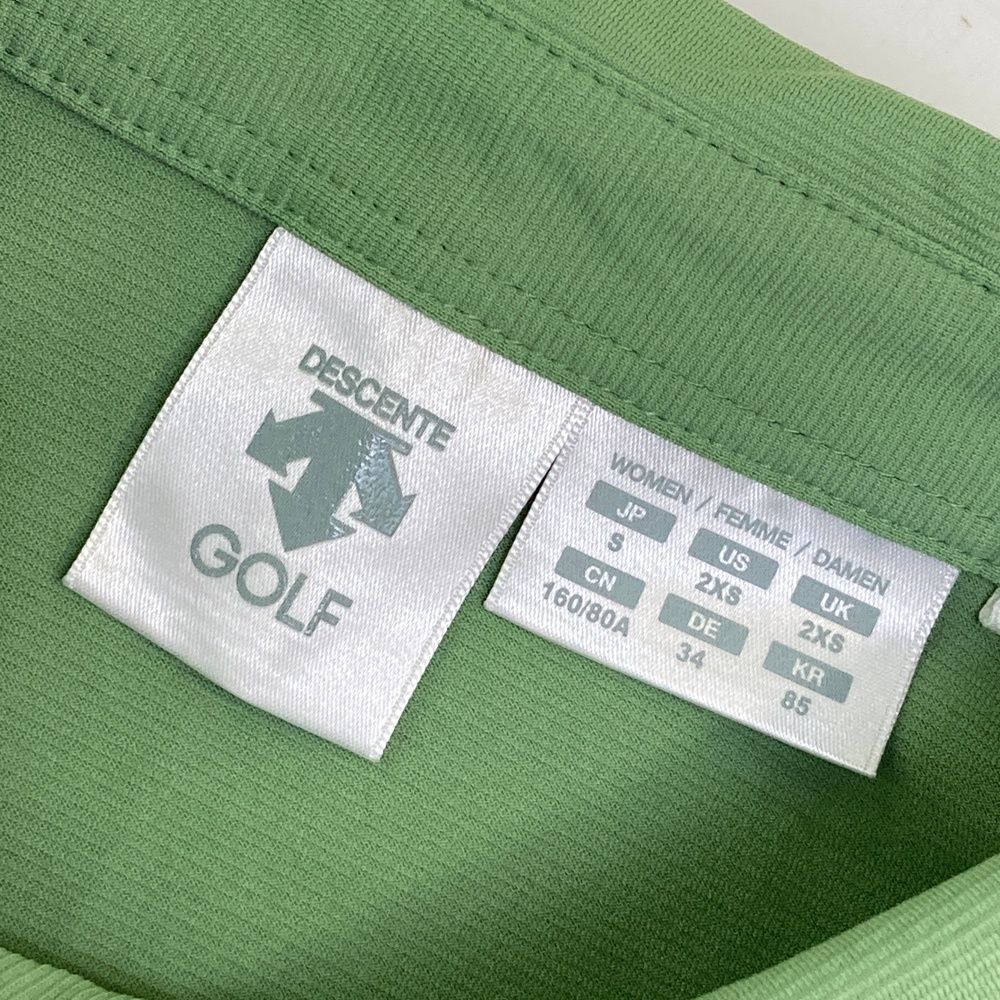 DESCENTE
GOLF
WOMEN / FEMME / DAMEN
JP US UK
S 2XS 2XS
CN DE KR
160/80A 34 85